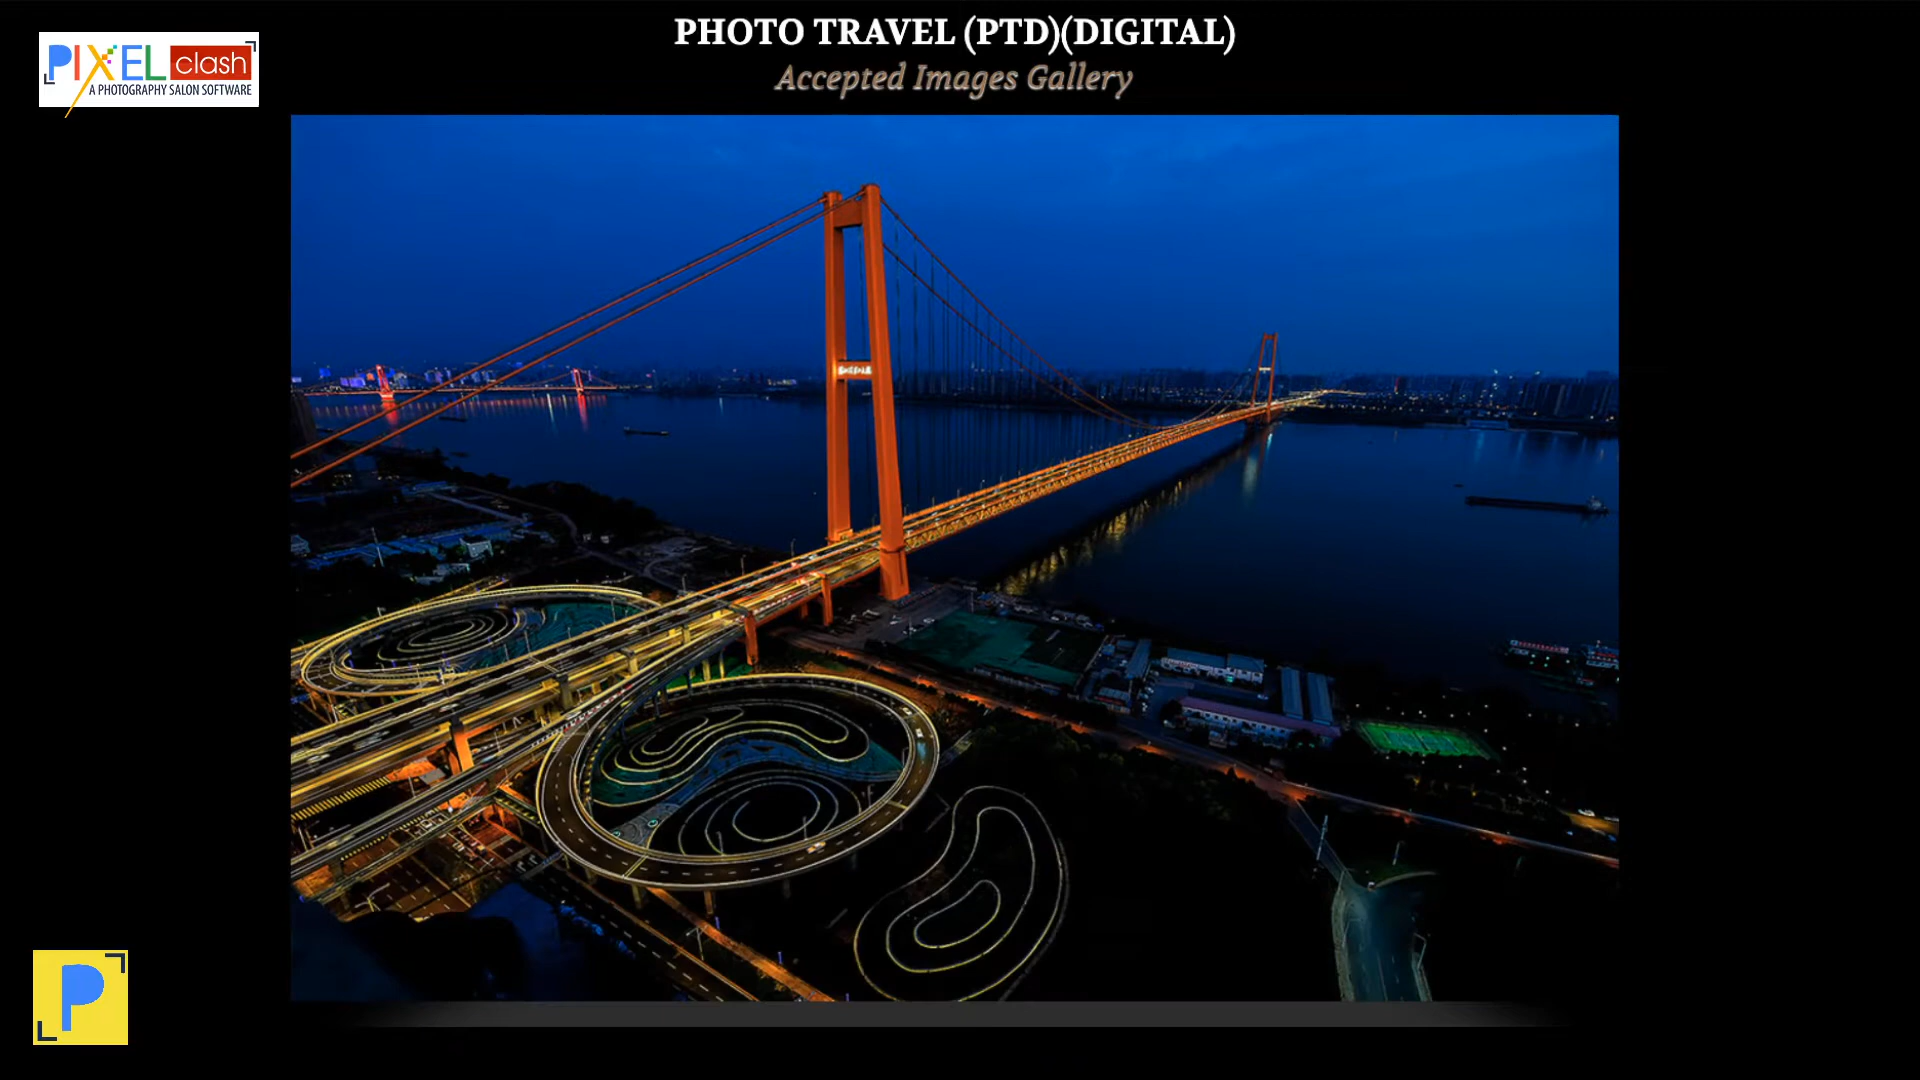 PHOTO TRAVEL (PTD)(DIGITAL)
Accepted Images Gallery
PIXEL clash
A PHOTOGRAPHY SALON SOFTWARE
P